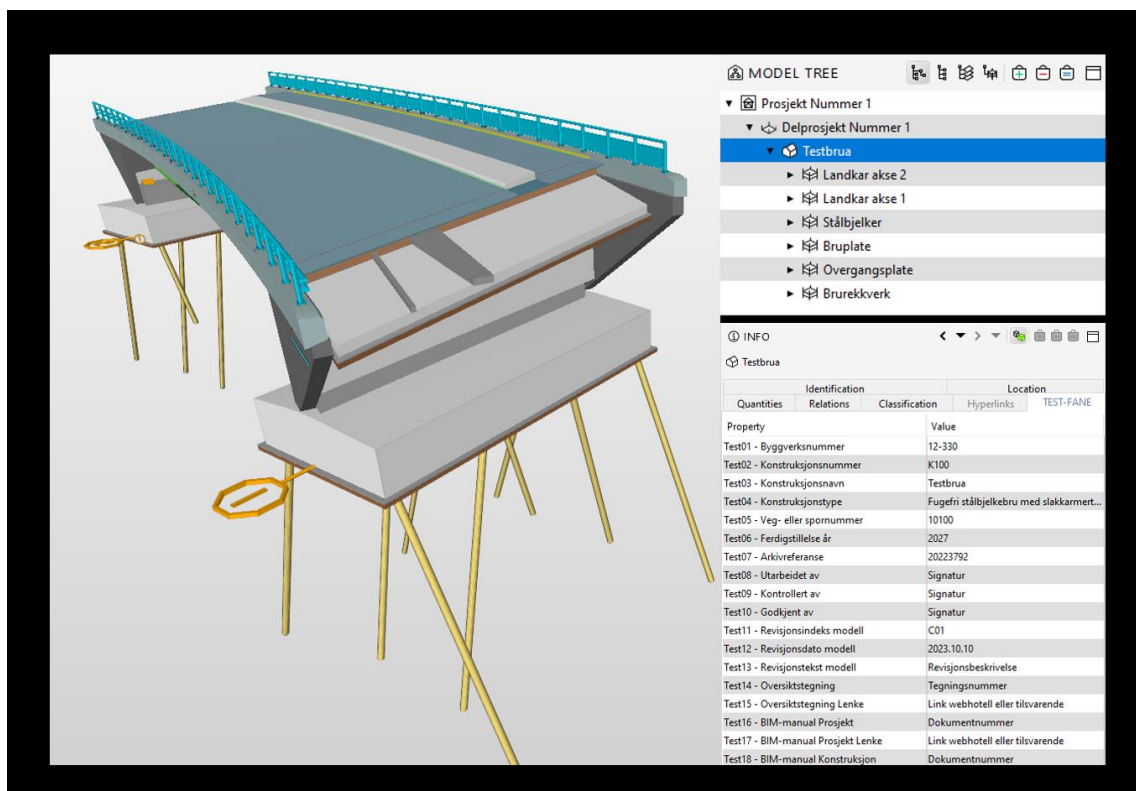 MODEL TREE
Prosjekt Nummer 1
Delprosjekt Nummer 1
Testbrua
Landkar akse 2
Landkar akse 1
Stålbjelker
Bruplate
Overgangsplate
Brurekkverk
INFO
Testbrua
Identification Location
Quantities Relations Classification Hyperlinks TEST-FANE
Property Value
Test01 - Byggverksnummer 12-330
Test02 - Konstruksjonsnummer K100
Test03 - Konstruksjonsnavn Testbrua
Test04 - Konstruksjonstype Fugefri stålbjelkebru med slakkarmert...
Test05 - Veg- eller spornummer 10100
Test06 - Ferdigstillelse år 2027
Test07 - Arkivreferanse 20223792
Test08 - Utarbeidet av Signatur
Test09 - Kontrollert av Signatur
Test10 - Godkjent av Signatur
Test11 - Revisjonsindeks modell C01
Test12 - Revisjonsdato modell 2023.10.10
Test13 - Revisjonstekst modell Revisjonsbeskrivelse
Test14 - Oversiktstegning Tegningsnummer
Test15 - Oversiktstegning Lenke Link webhotell eller tilsvarende
Test16 - BIM-manual Prosjekt Dokumentnummer
Test17 - BIM-manual Prosjekt Lenke Link webhotell eller tilsvarende
Test18 - BIM-manual Konstruksjon Dokumentnummer